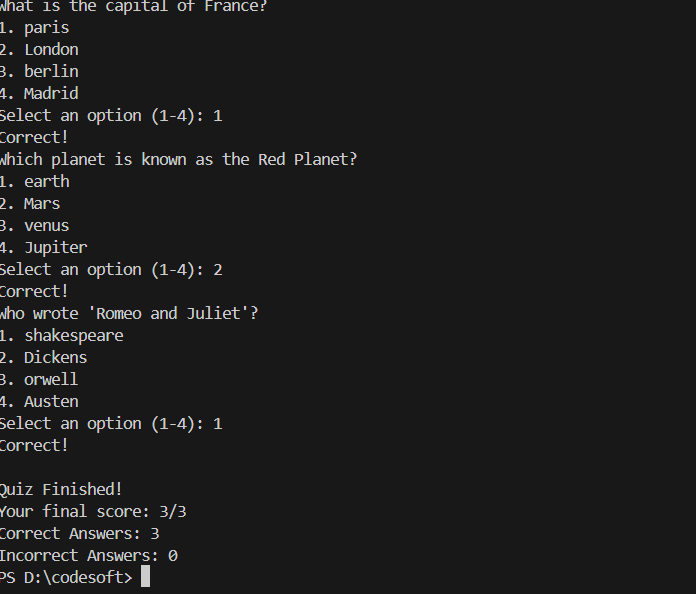 What is the capital of France?
1. paris
2. London
3. berlin
4. Madrid
Select an option (1-4): 1
Correct!
Which planet is known as the Red Planet?
1. earth
2. Mars
3. venus
4. Jupiter
Select an option (1-4): 2
Correct!
Who wrote 'Romeo and Juliet'?
1. shakespeare
2. Dickens
3. orwell
4. Austen
Select an option (1-4): 1
Correct!

Quiz Finished!
Your final score: 3/3
Correct Answers: 3
Incorrect Answers: 0
PS D:\codesoft>